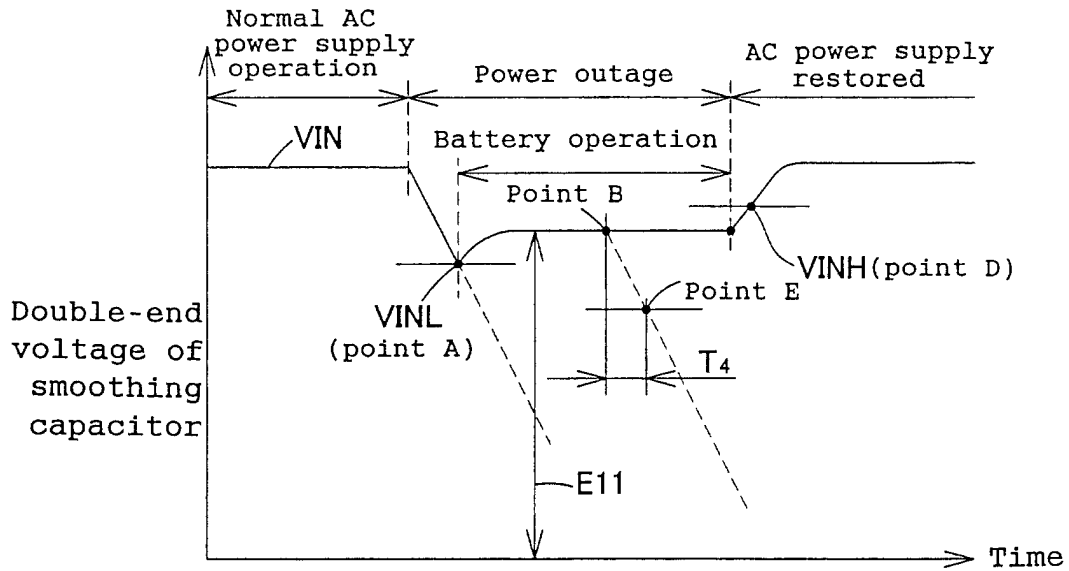 Normal AC
power supply
operation
Power outage
AC power supply
restored
VIN
Battery operation
Point B
VINH(point D)
Point E
VINL
(point A)
Double-end
voltage of
smoothing
capacitor
T4
E11
Time